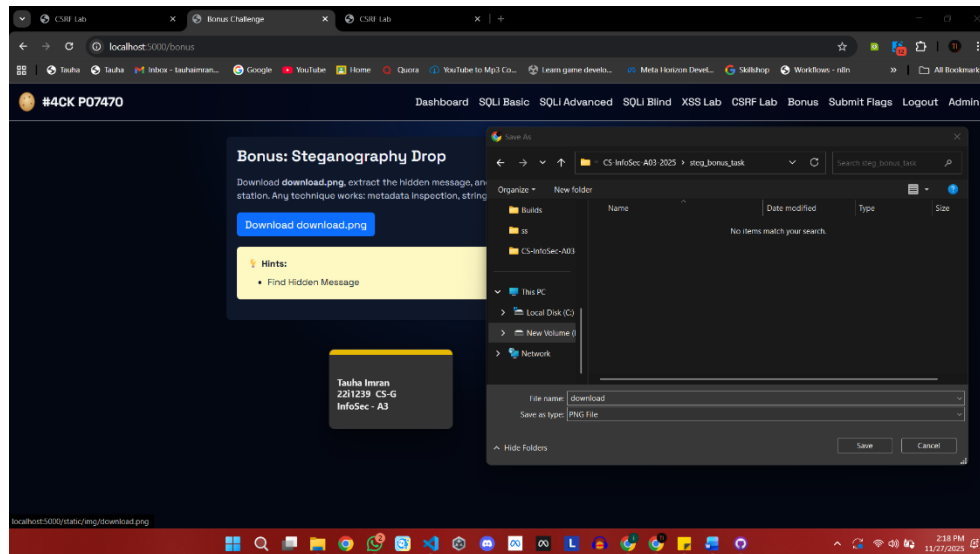 CSRF Lab
Bonus Challenge
CSRF Lab
localhost:5000/bonus
Tauha
Tauha
Inbox - tauhaimran...
Google
YouTube
Home
Quora
YouTube to Mp3 Co...
Learn game develo...
Meta Horizon Devel...
Skillshop
Workflows - n8n
»
All Bookmark
#4CK P07470
Dashboard
SQLi Basic
SQLi Advanced
SQLi Blind
XSS Lab
CSRF Lab
Bonus
Submit Flags
Logout
Admin
Bonus: Steganography Drop
Download download.png, extract the hidden message, an
station. Any technique works: metadata inspection, string
Download download.png
Hints:
• Find Hidden Message
Tauha Imran
22i1239 CS-G
InfoSec - A3
Save As
CS-InfoSec-A03-2025 › steg_bonus_task
Search steg_bonus_task
Organize
New folder
Name
Date modified
Type
Size
No items match your search.
Builds
ss
CS-InfoSec-A03
This PC
Local Disk (C:)
New Volume (
Network
File name: download
Save as type: PNG File
Hide Folders
Save
Cancel
localhost:5000/static/img/download.png
2:18 PM
11/27/2025